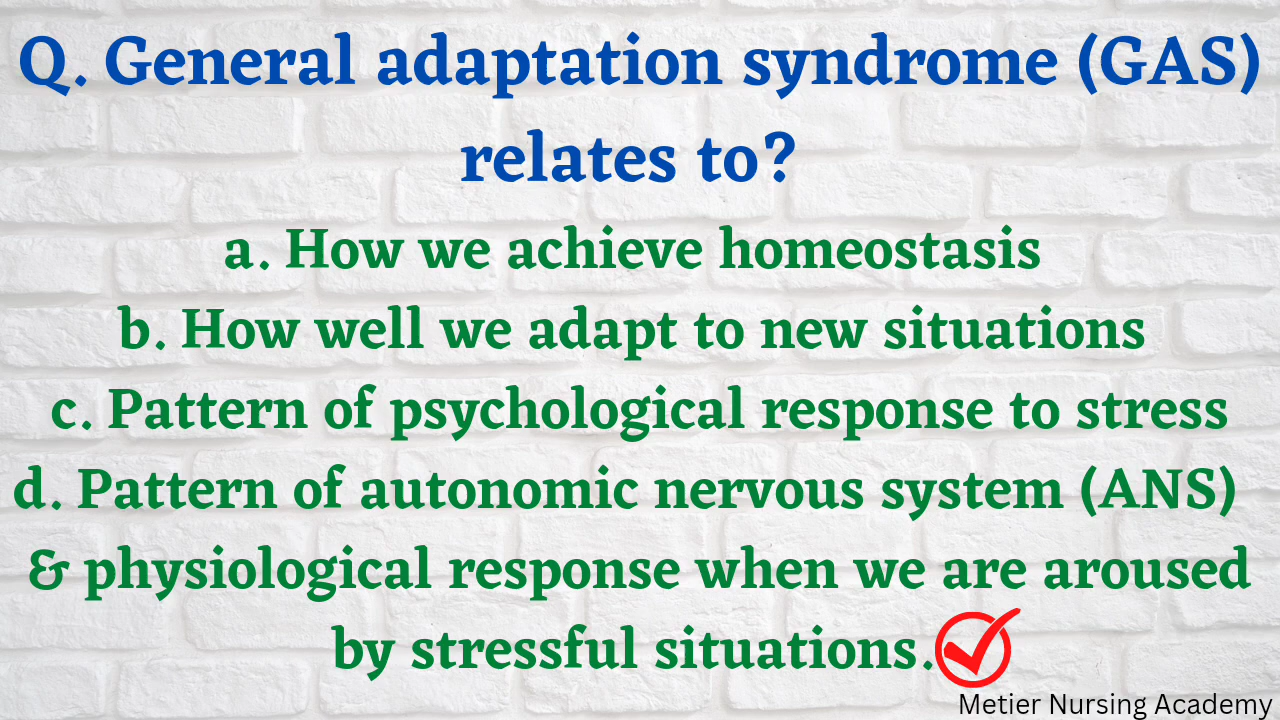 Q. General adaptation syndrome (GAS)
relates to?
a. How we achieve homeostasis
b. How well we adapt to new situations
c. Pattern of psychological response to stress
d. Pattern of autonomic nervous system (ANS)
& physiological response when we are aroused
by stressful situations.
Metier Nursing Academy